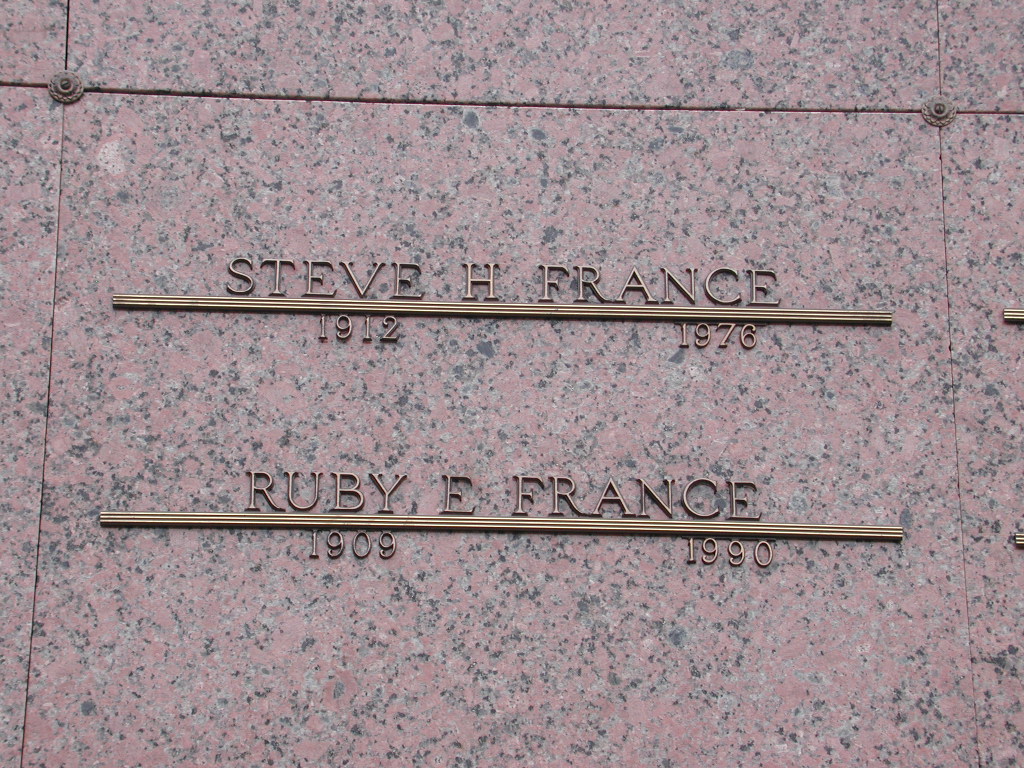 STEVE H FRANCE
1912 1976
RUBY E FRANCE
1909 1990